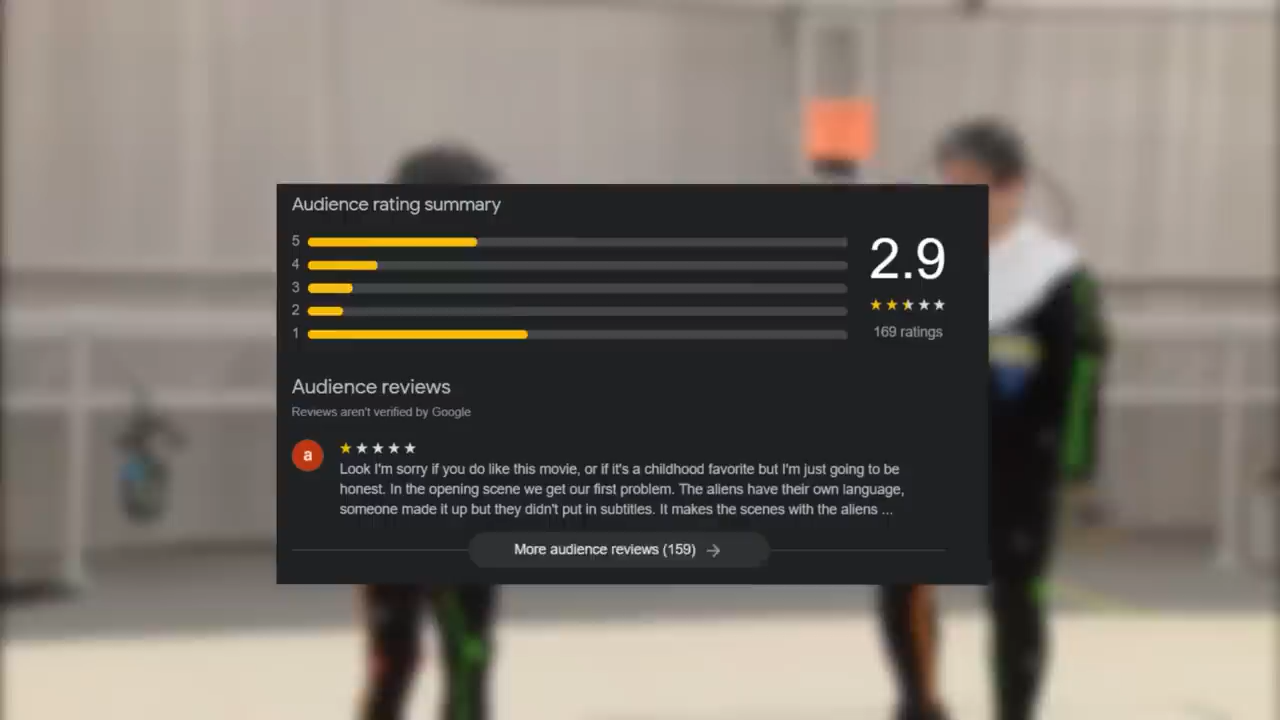 Audience rating summary
5
4
3
2
1
2.9
169 ratings
Audience reviews
Reviews aren't verified by Google
a
Look I'm sorry if you do like this movie, or if it's a childhood favorite but I'm just going to be
honest. In the opening scene we get our first problem. The aliens have their own language,
someone made it up but they didn't put in subtitles. It makes the scenes with the aliens ...
More audience reviews (159)